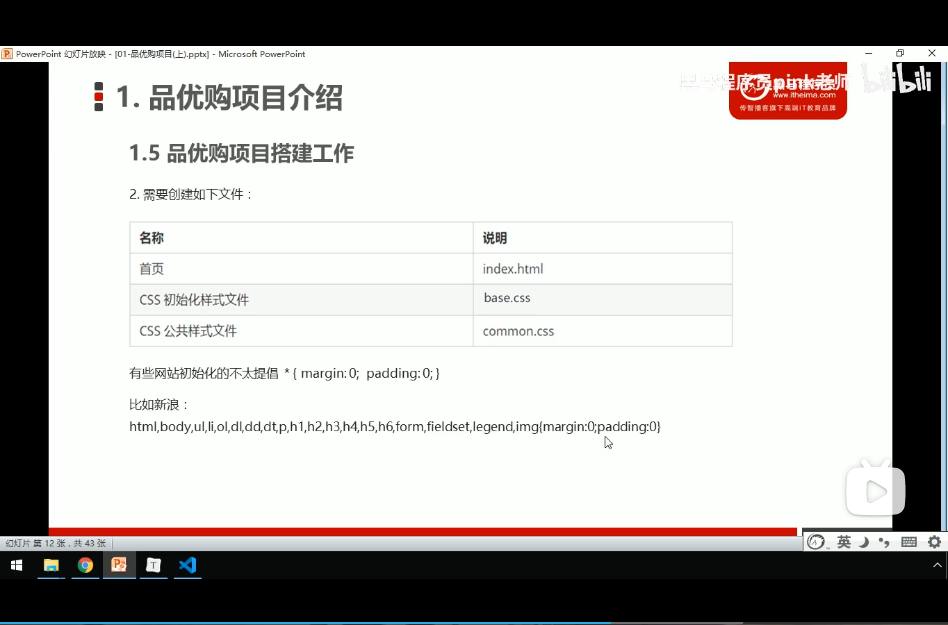 PowerPoint 幻灯片放映 - [01-品优购项目(上).pptx] - Microsoft PowerPoint
1. 品优购项目介绍
程序员pink老师
bilibili
www.itheima.com
传智播客旗下高端IT教育品牌
1.5 品优购项目搭建工作
2. 需要创建如下文件：
名称 说明
首页 index.html
CSS 初始化样式文件 base.css
CSS 公共样式文件 common.css
有些网站初始化的不太提倡 * { margin: 0; padding: 0; }
比如新浪：
html,body,ul,li,ol,dl,dd,dt,p,h1,h2,h3,h4,h5,h6,form,fieldset,legend,img{margin:0;padding:0}
幻灯片 第 12 张，共 43 张
英